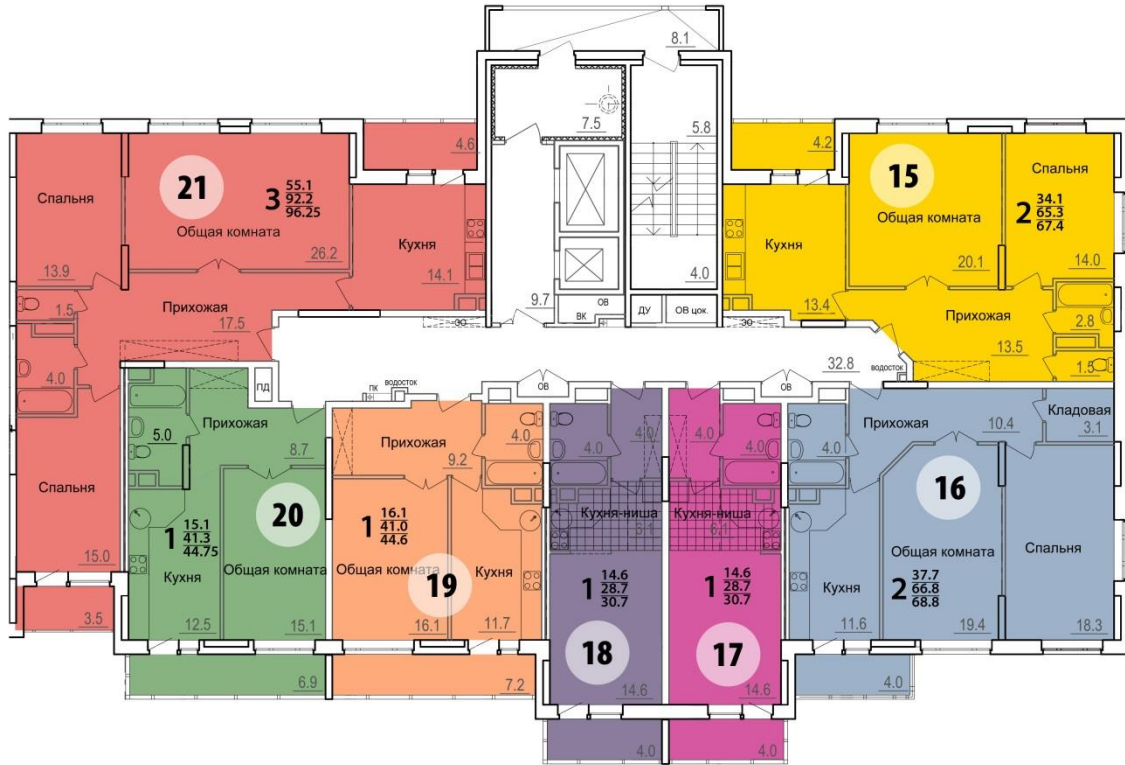 8.1
7.5
5.8
4.0
9.7
ОВ
ВК
ДУ
ОВ цок.
ЭО
ЭО
32.8
водосток
ОВ
ОВ
ПК
водосток
ПД
21
3
55.1
92.2
96.25
Спальня
13.9
Общая комната
26.2
4.6
Кухня
14.1
Прихожая
17.5
1.5
4.0
Спальня
15.0
3.5
15
2
34.1
65.3
67.4
4.2
Кухня
13.4
Общая комната
20.1
Спальня
14.0
Прихожая
13.5
2.8
1.5
20
1
15.1
41.3
44.75
Прихожая
8.7
5.0
Кухня
12.5
Общая комната
15.1
6.9
19
1
16.1
41.0
44.6
Прихожая
9.2
4.0
Общая комната
16.1
Кухня
11.7
7.2
18
1
14.6
28.7
30.7
4.0
4.0
Кухня-ниша
6.1
14.6
4.0
17
1
14.6
28.7
30.7
4.0
4.0
Кухня-ниша
6.1
14.6
4.0
16
2
37.7
66.8
68.8
4.0
Прихожая
10.4
Кладовая
3.1
Кухня
11.6
Общая комната
19.4
Спальня
18.3
4.0